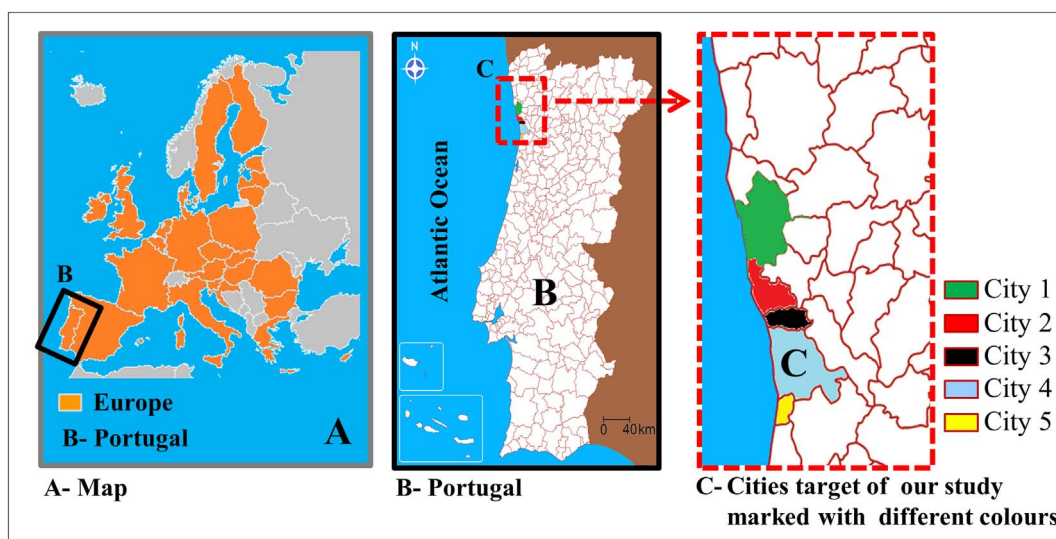 B
Europe
B- Portugal
A
A- Map
N
C
Atlantic Ocean
B
0 40km
B- Portugal
C
City 1
City 2
City 3
City 4
City 5
C- Cities target of our study
marked with different colours